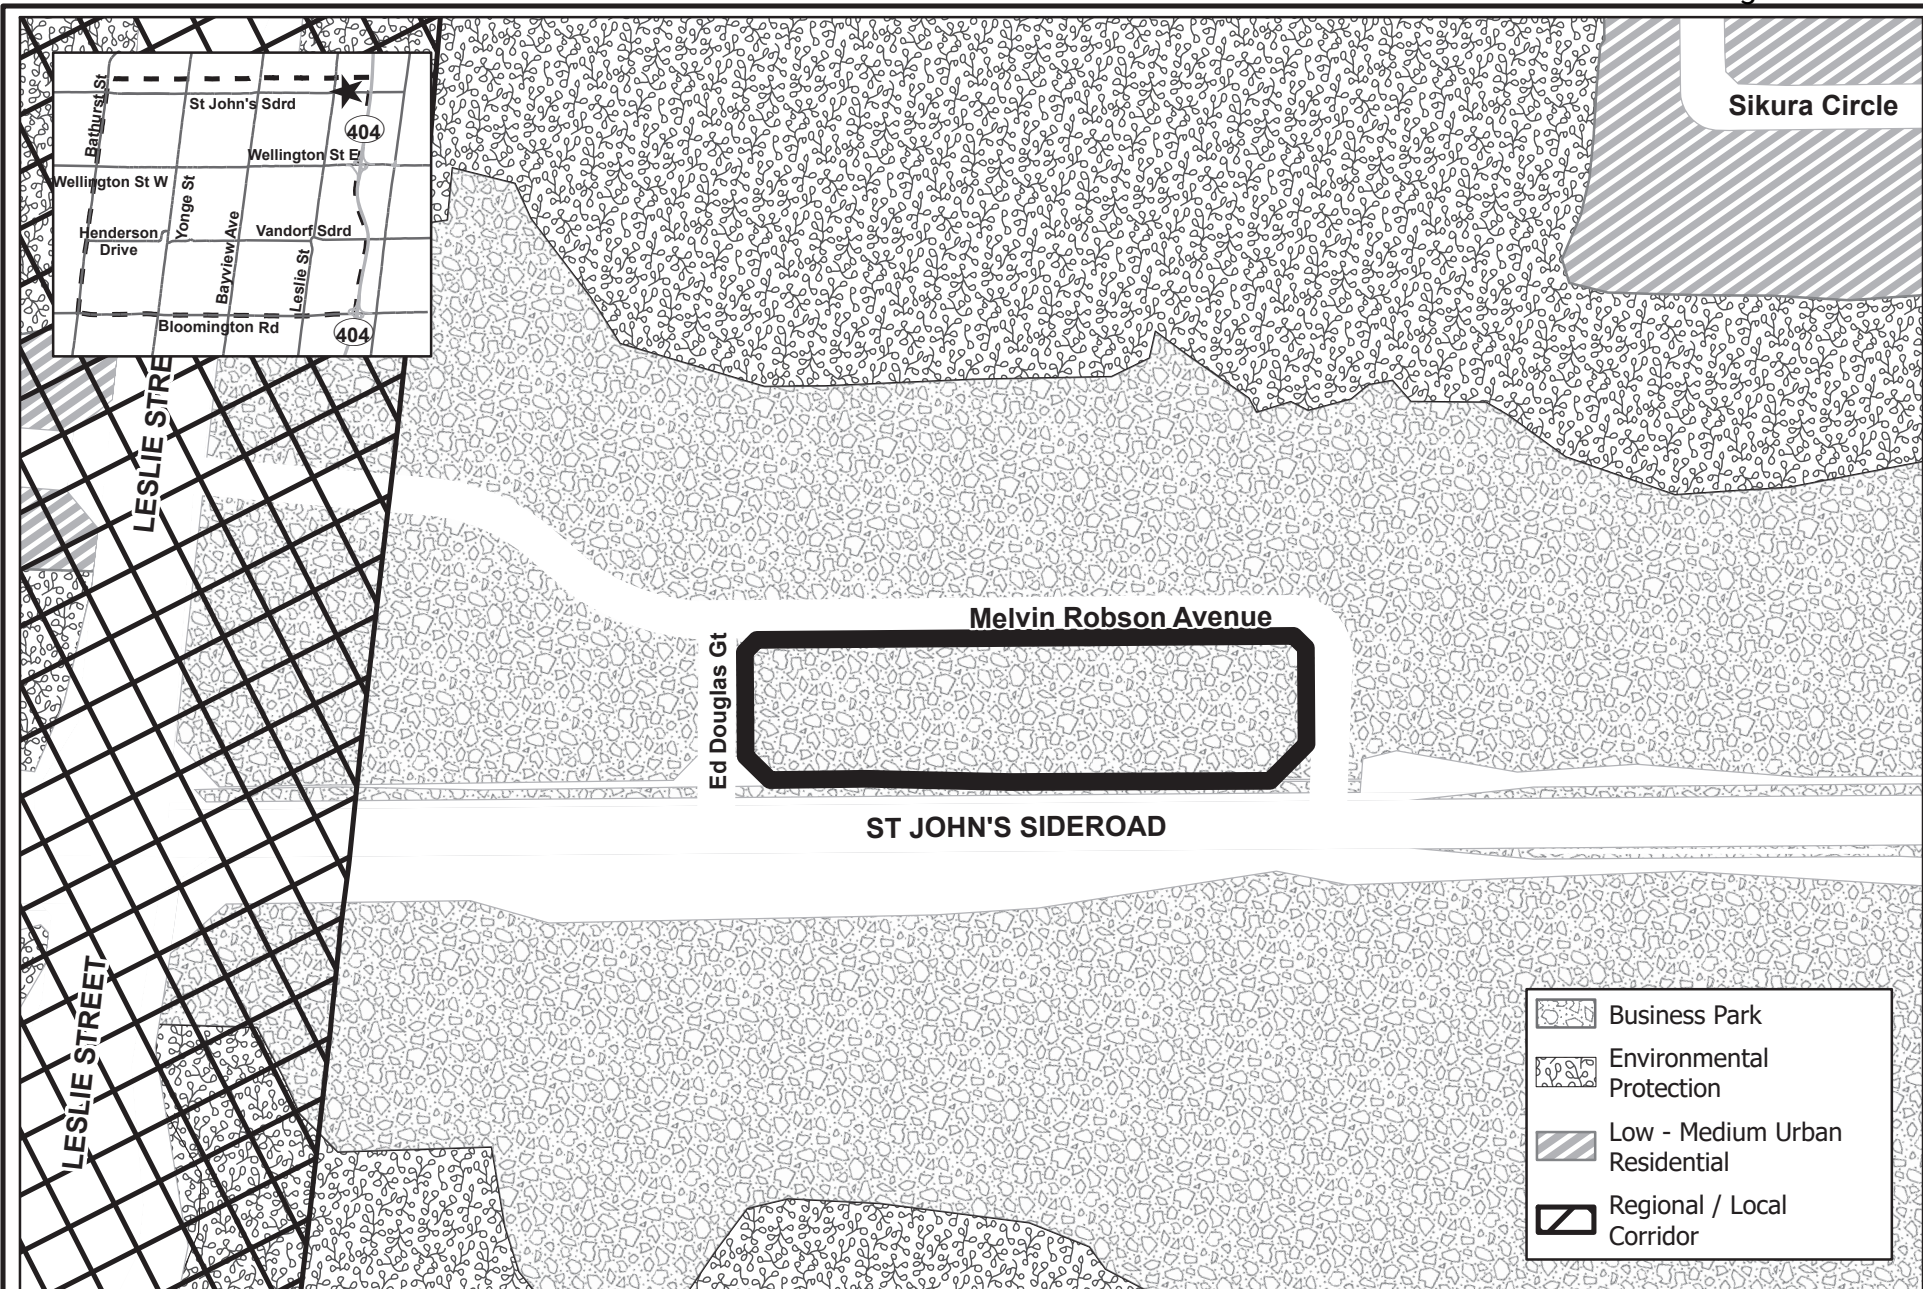 Bathurst St
St John's Sdrd
404
Wellington St E
Wellington St W
Yonge St
Henderson
Drive
Bayview Ave
Vandorf Sdrd
Leslie St
Bloomington Rd
404
Sikura Circle
LESLIE STRE
Melvin Robson Avenue
Ed Douglas Gt
ST JOHN'S SIDEROAD
LESLIE STREET
Business Park
Environmental
Protection
Low - Medium Urban
Residential
Regional / Local
Corridor